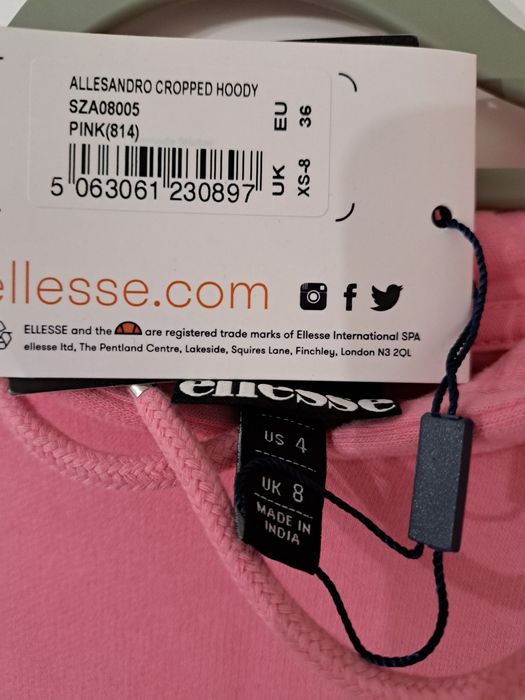 ALLESANDRO CROPPED HOODY
SZA08005
PINK(814)
5 063061 230897
EU 36
UK XS-8
ellesse.com
ELLESSE and the are registered trade marks of Ellesse International SPA
ellesse ltd, The Pentland Centre, Lakeside, Squires Lane, Finchley, London N3 2QL
ellesse
US 4
UK 8
MADE IN
INDIA